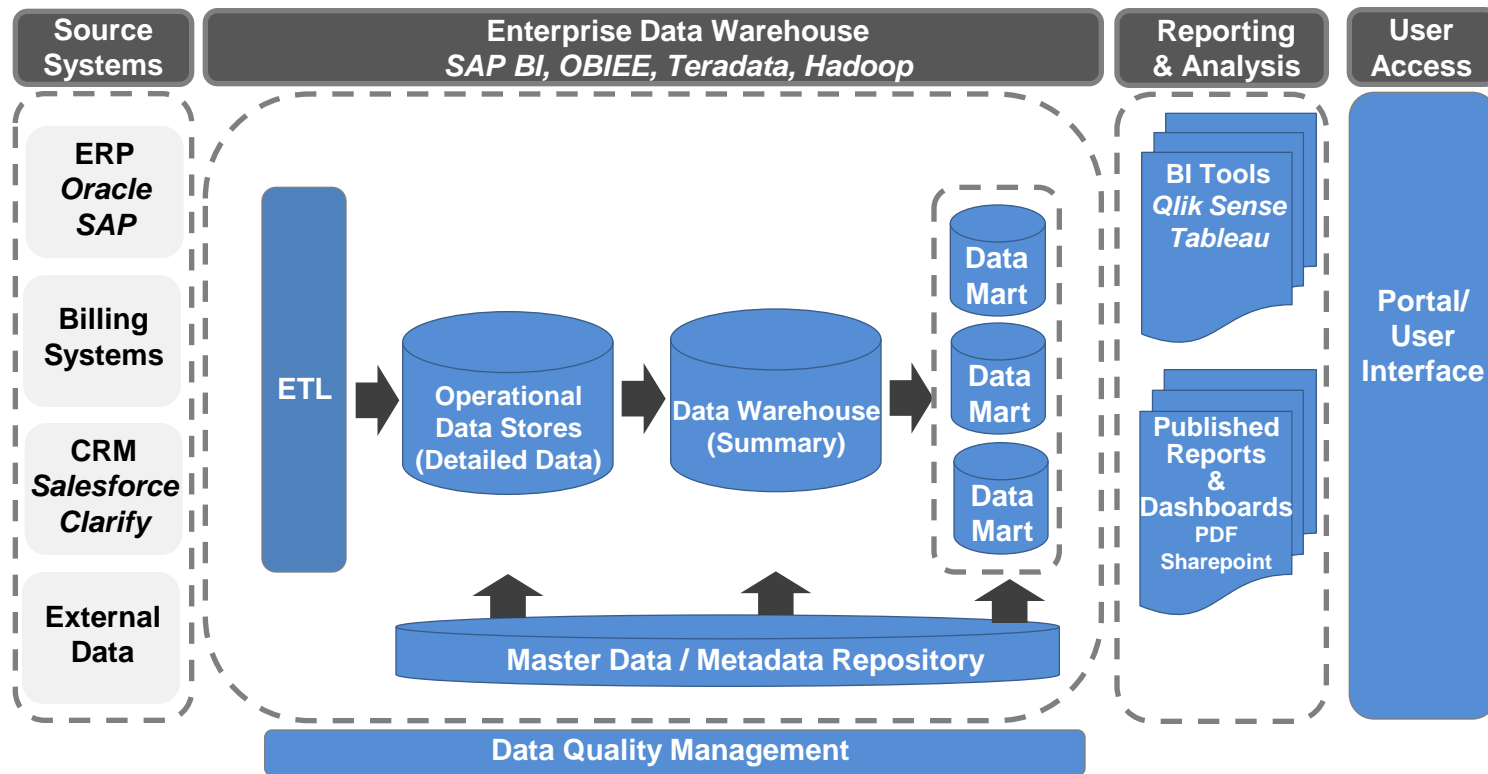 Source
Systems
Enterprise Data Warehouse
SAP BI, OBIEE, Teradata, Hadoop
Reporting
& Analysis
User
Access
ERP
Oracle
SAP
Billing
Systems
CRM
Salesforce
Clarify
External
Data
ETL
Operational
Data Stores
(Detailed Data)
Data Warehouse
(Summary)
Data
Mart
Data
Mart
Data
Mart
Master Data / Metadata Repository
Data Quality Management
BI Tools
Qlik Sense
Tableau
Published
Reports
&
Dashboards
PDF
Sharepoint
Portal/
User
Interface